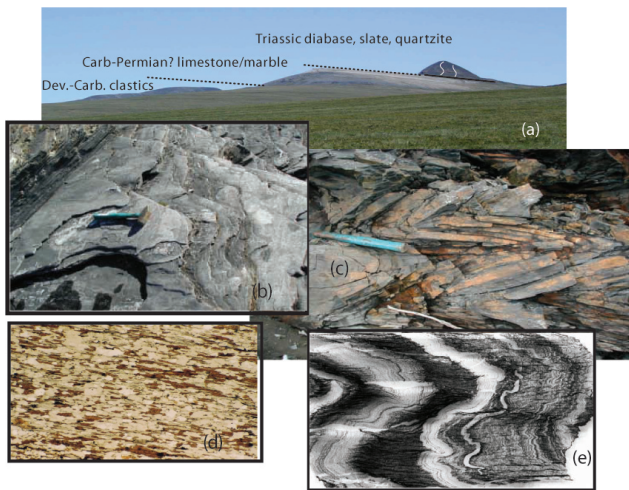 Triassic diabase, slate, quartzite
Carb-Permian? limestone/marble
Dev.-Carb. clastics
(a)
(b)
(c)
(d)
(e)